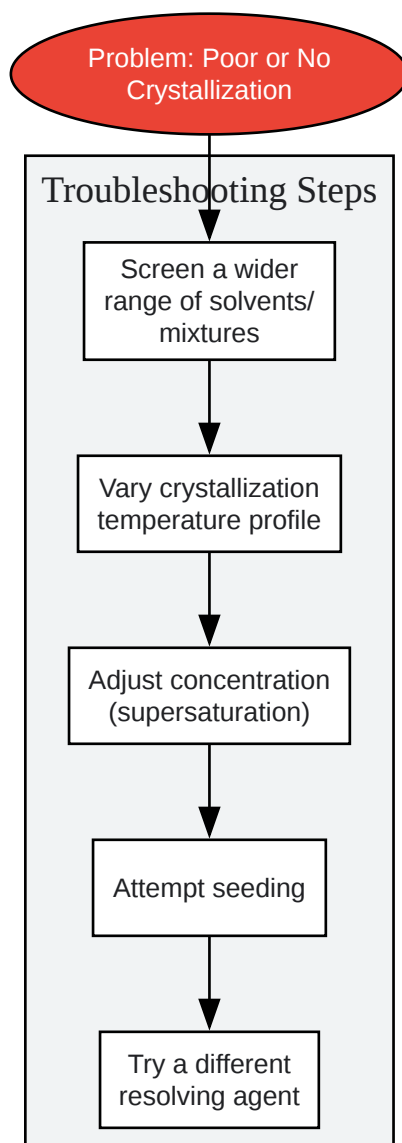 Problem: Poor or No
Crystallization
Troubleshooting Steps
Screen a wider
range of solvents/
mixtures
Vary crystallization
temperature profile
Adjust concentration
(supersaturation)
Attempt seeding
Try a different
resolving agent